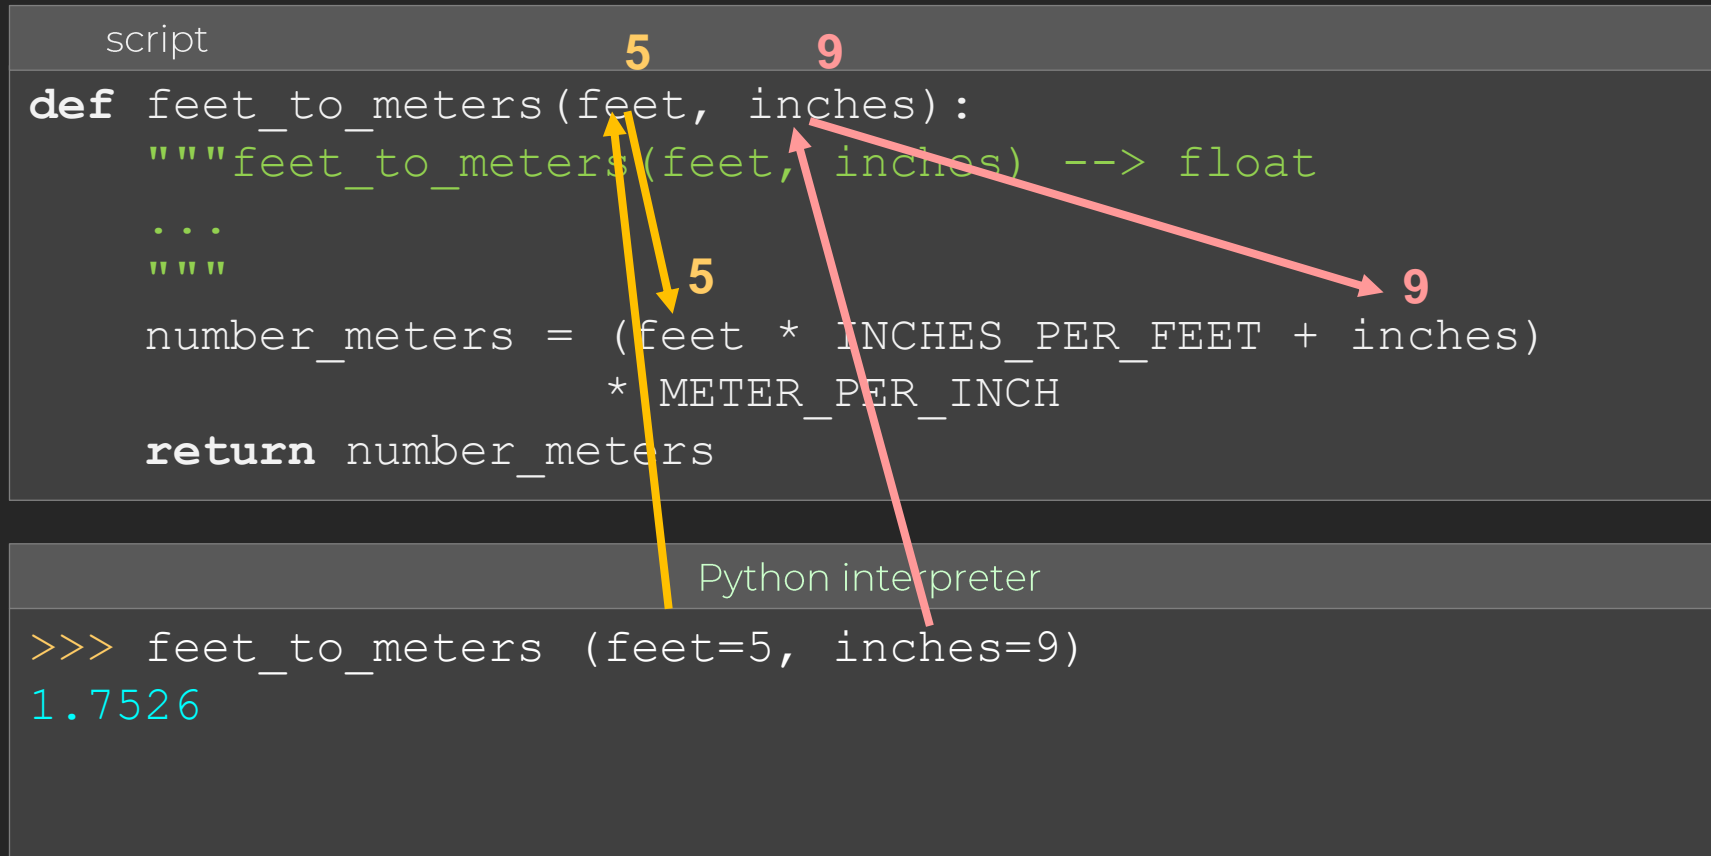 script
5 9
def feet_to_meters(feet, inches):
    """feet_to_meters(feet, inches) --> float
    ...
    """
5 9
    number_meters = (feet * INCHES_PER_FEET + inches)
                    * METER_PER_INCH
    return number_meters
Python interpreter
>>> feet_to_meters (feet=5, inches=9)
1.7526